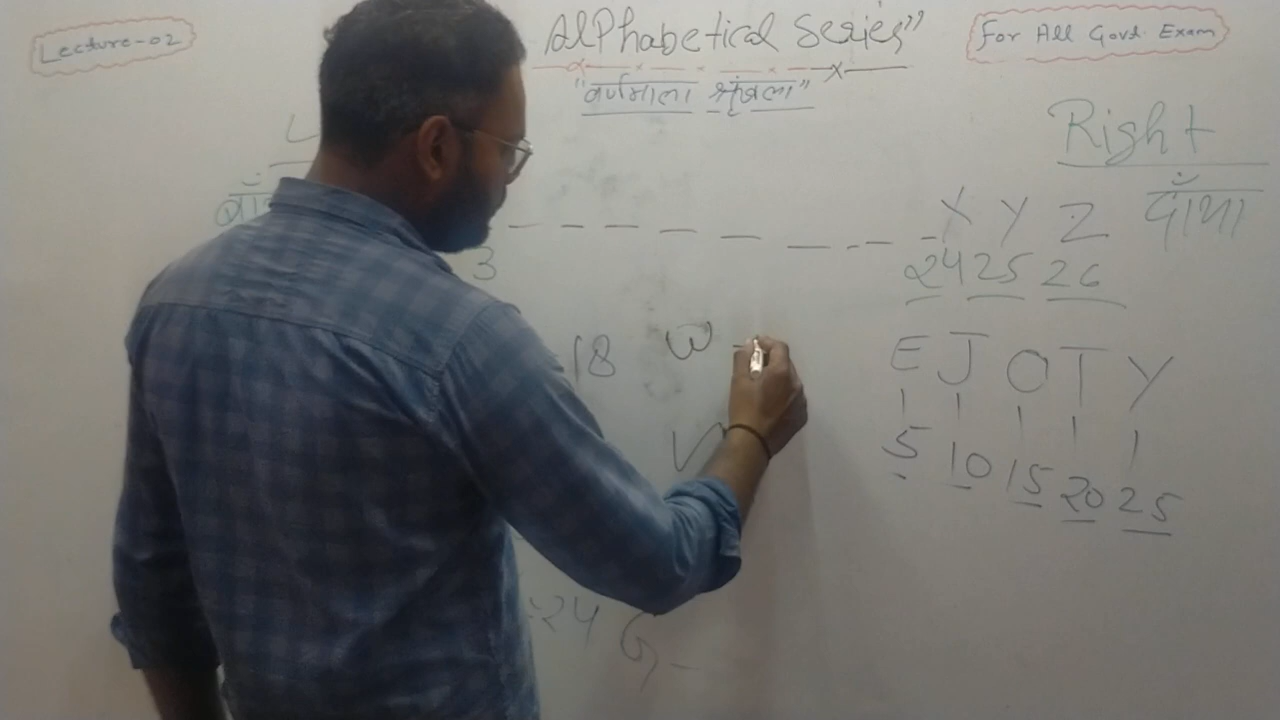 Lecture-02
Alphabetical Series"
For All Govt. Exam
"वर्णमाला श्रृंखला"
Right
दाँया
X Y Z
3
24 25 26
18 W -
E J O T Y
5 10 15 20 25
24 G -